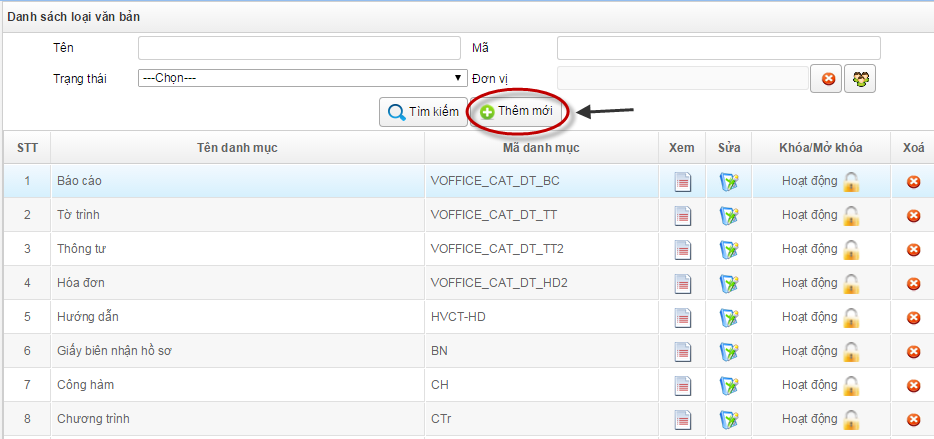 Danh sách loại văn bản
Tên Mã
Trạng thái ---Chọn--- Đơn vị
Tìm kiếm Thêm mới
STT Tên danh mục Mã danh mục Xem Sửa Khóa/Mở khóa Xoá
1 Báo cáo VOFFICE_CAT_DT_BC Hoạt động
2 Tờ trình VOFFICE_CAT_DT_TT Hoạt động
3 Thông tư VOFFICE_CAT_DT_TT2 Hoạt động
4 Hóa đơn VOFFICE_CAT_DT_HD2 Hoạt động
5 Hướng dẫn HVCT-HD Hoạt động
6 Giấy biên nhận hồ sơ BN Hoạt động
7 Công hàm CH Hoạt động
8 Chương trình CTr Hoạt động